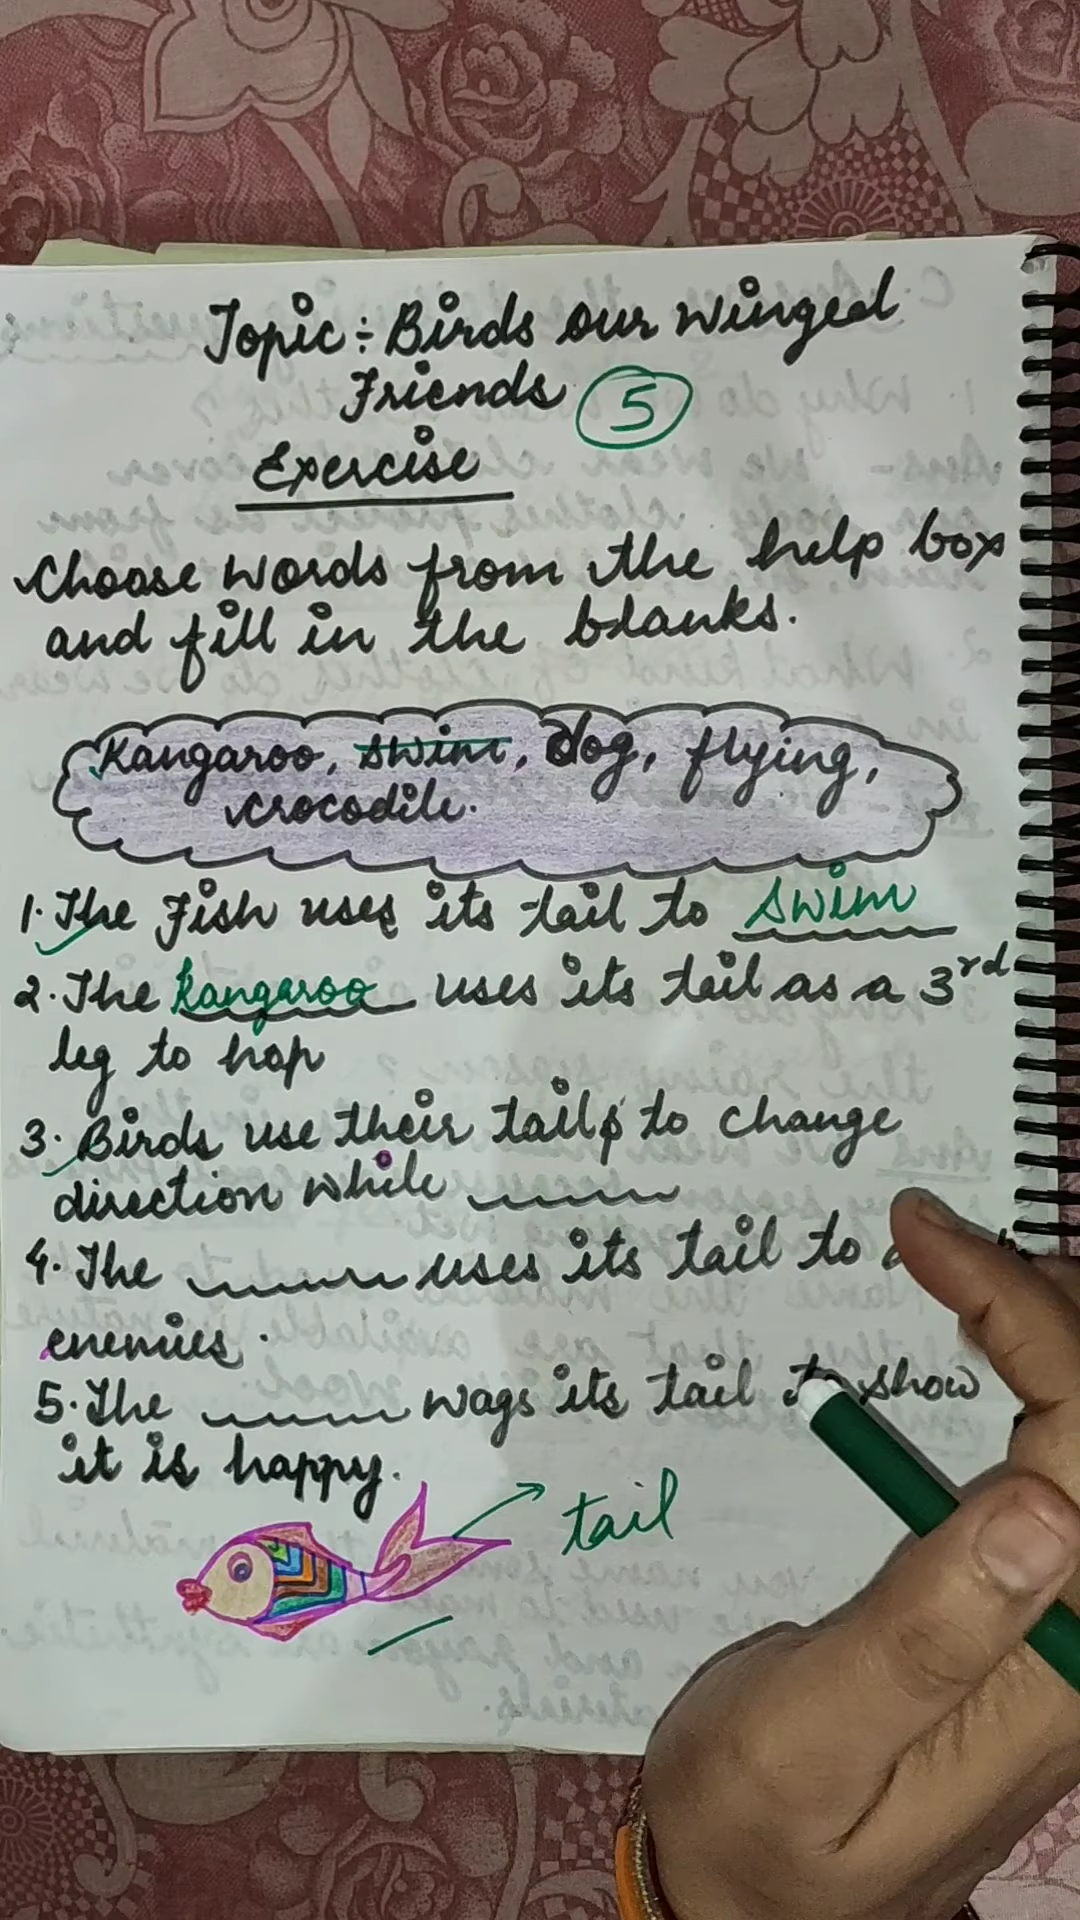 Topic ÷ Birds our winged
Friends 5
Exercise
Choose words from the help box
and fill in the blanks.
Kangaroo, swim, dog, flying,
crocodile.
1. The Fish uses its tail to swim
2. The Kangaroo uses its tail as a 3rd
leg to hop
3. Birds use their tails to change
direction while
4. The uses its tail to
enemies.
5. The wags its tail to show
it is happy.
tail